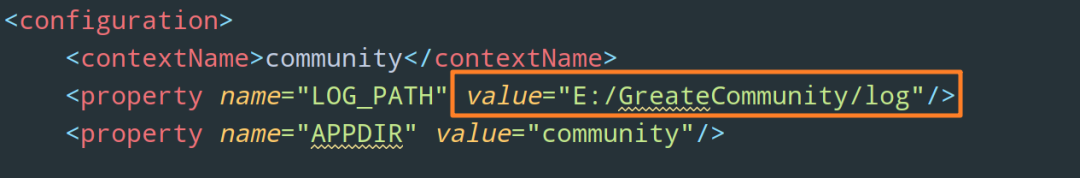 <configuration>
<contextName>community</contextName>
<property name="LOG_PATH" value="E:/GreateCommunity/log"/>
<property name="APPDIR" value="community"/>